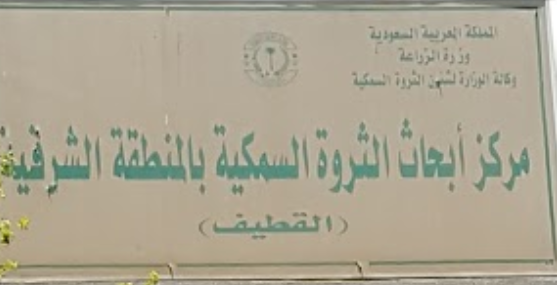 المملكة العربية السعودية
وزارة الزراعة
وكالة الوزارة لشئون الثروة السمكية
مركز أبحاث الثروة السمكية بالمنطقة الشرقية
(القطيف)